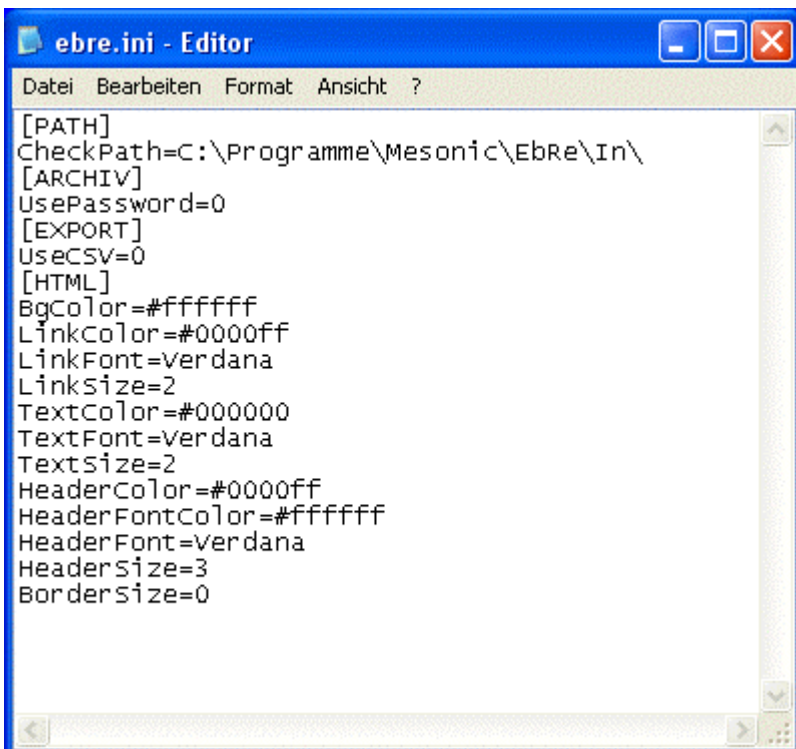 ebre.ini - Editor
Datei Bearbeiten Format Ansicht ?
[PATH]
CheckPath=C:\Programme\Mesonic\EbRe\In\
[ARCHIV]
UsePassword=0
[EXPORT]
UseCSV=0
[HTML]
BgColor=#ffffff
LinkColor=#0000ff
LinkFont=Verdana
LinkSize=2
TextColor=#000000
TextFont=Verdana
TextSize=2
HeaderColor=#0000ff
HeaderFontColor=#ffffff
HeaderFont=Verdana
HeaderSize=3
BorderSize=0